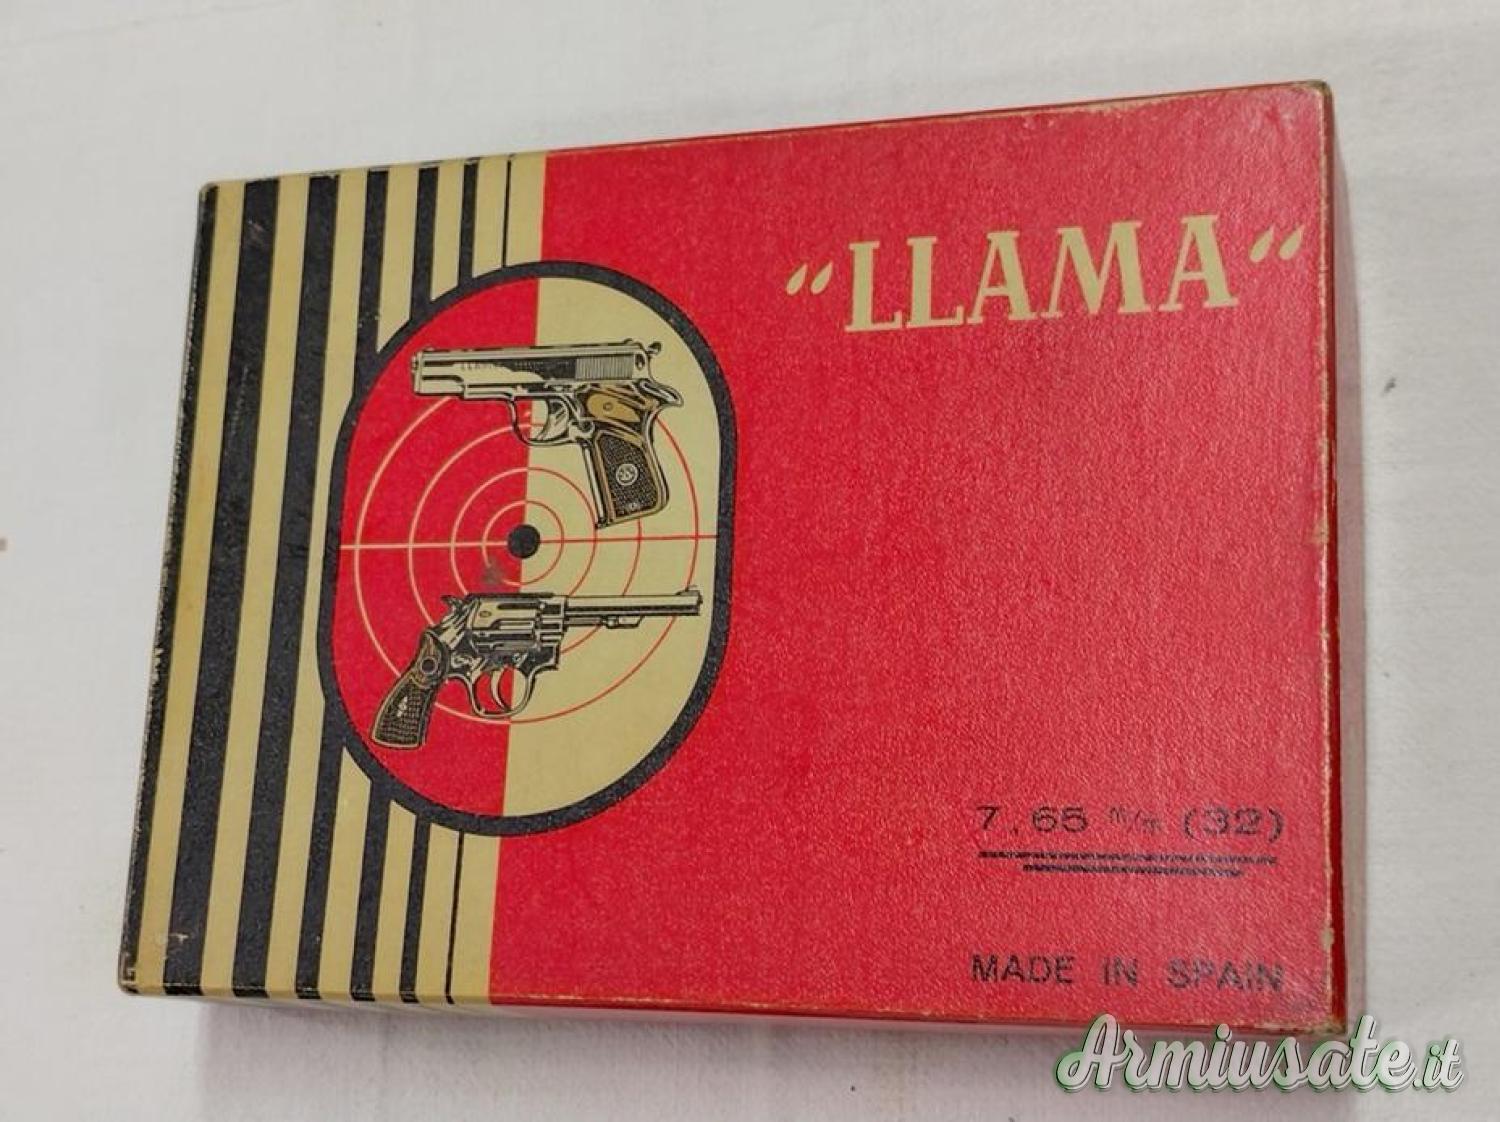 “LLAMA”
7,65 m/m (32)
MADE IN SPAIN
Armiusate.it